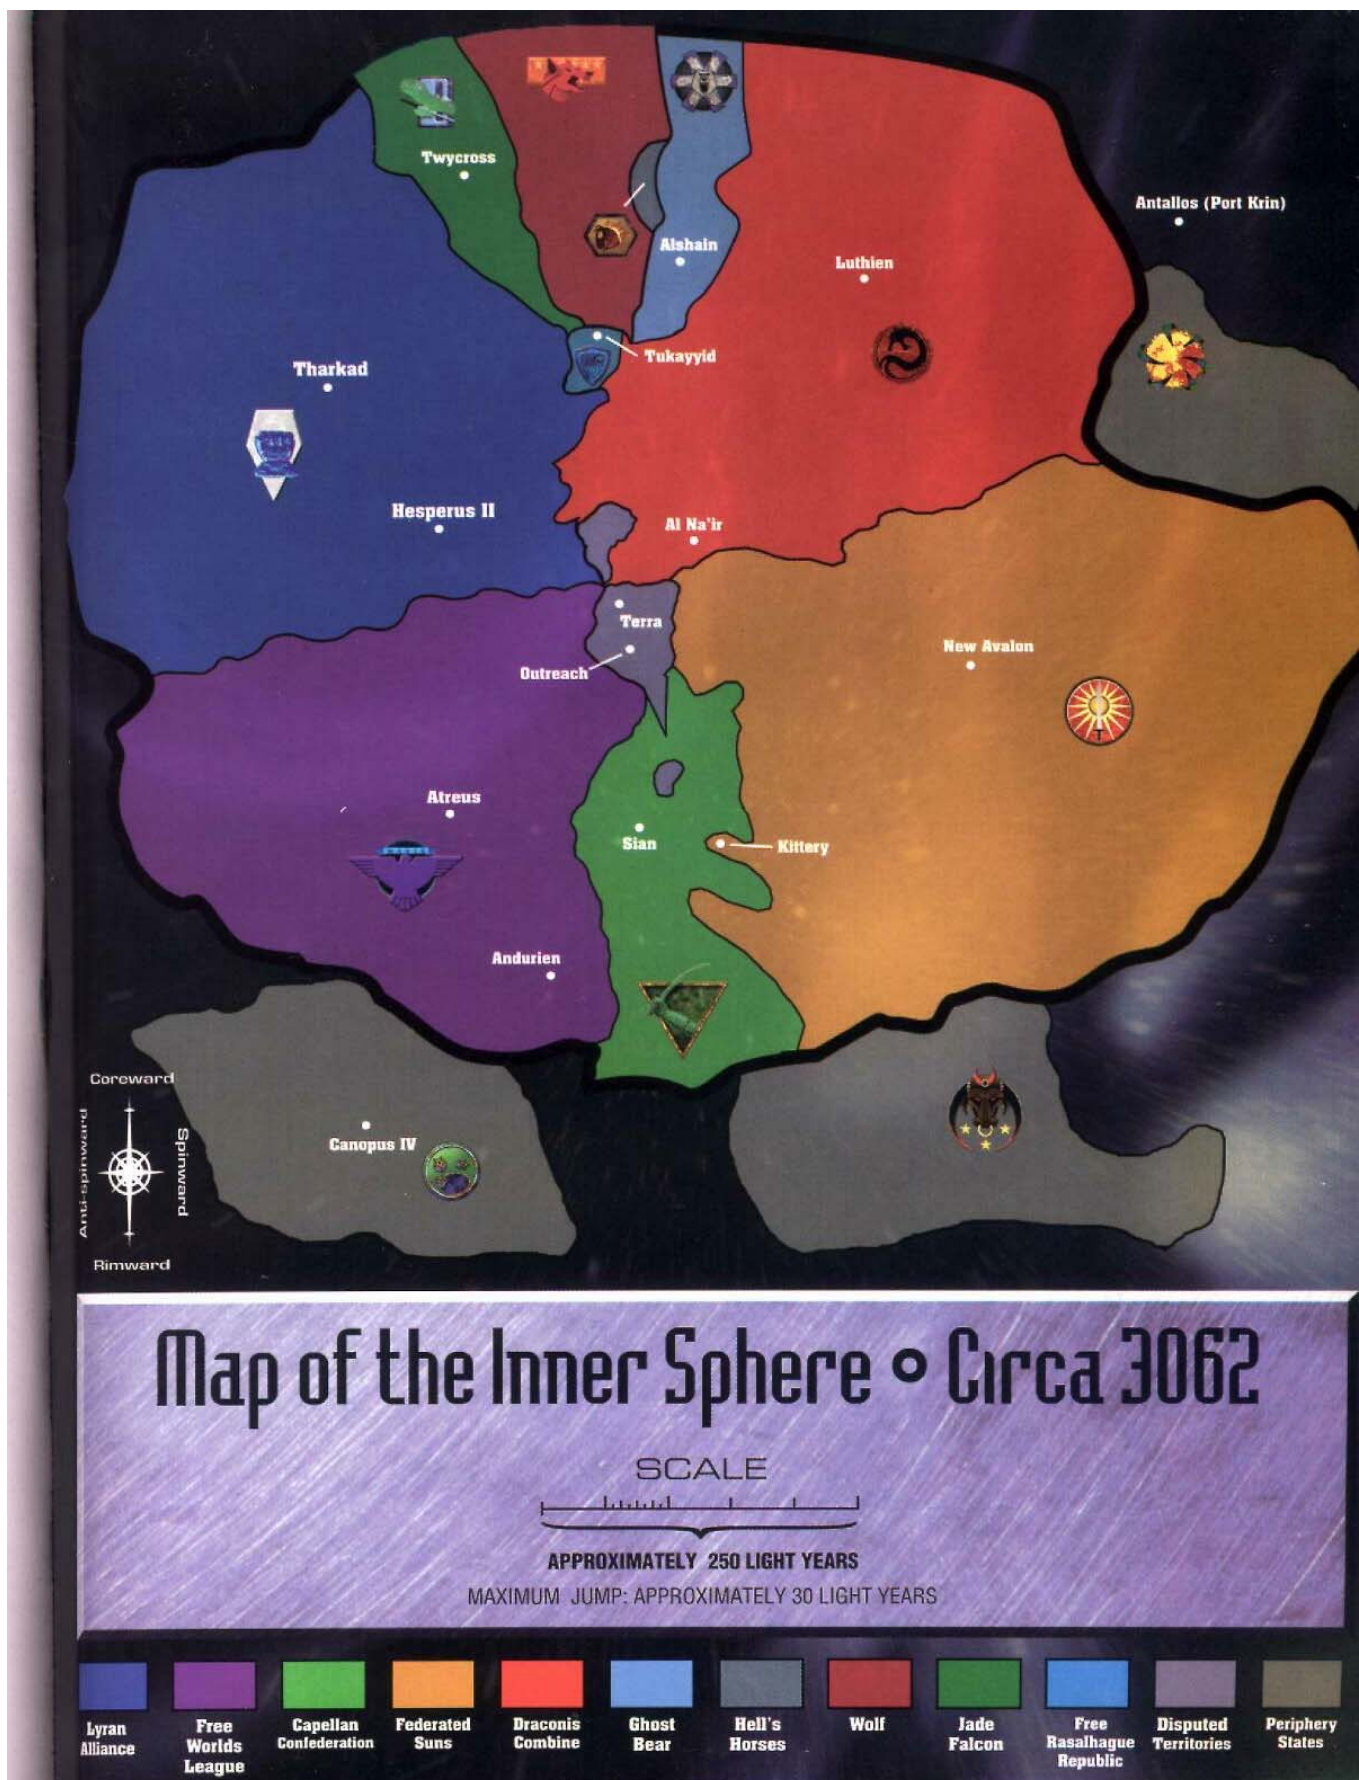 Twycross
Antallos (Port Krin)
Alshain
Luthien
Tukayyid
Tharkad
Hesperus II
Al Na'ir
Terra
New Avalon
Outreach
Atreus
Sian
Kittery
Andurien
Coreward
Anti-spinward
Spinward
Canopus IV
Rimward
Map of the Inner Sphere • Circa 3062
SCALE
APPROXIMATELY 250 LIGHT YEARS
MAXIMUM JUMP: APPROXIMATELY 30 LIGHT YEARS
Lyran
Alliance
Free
Worlds
League
Capellan
Confederation
Federated
Suns
Draconis
Combine
Ghost
Bear
Hell's
Horses
Wolf
Jade
Falcon
Free
Rasalhague
Republic
Disputed
Territories
Periphery
States